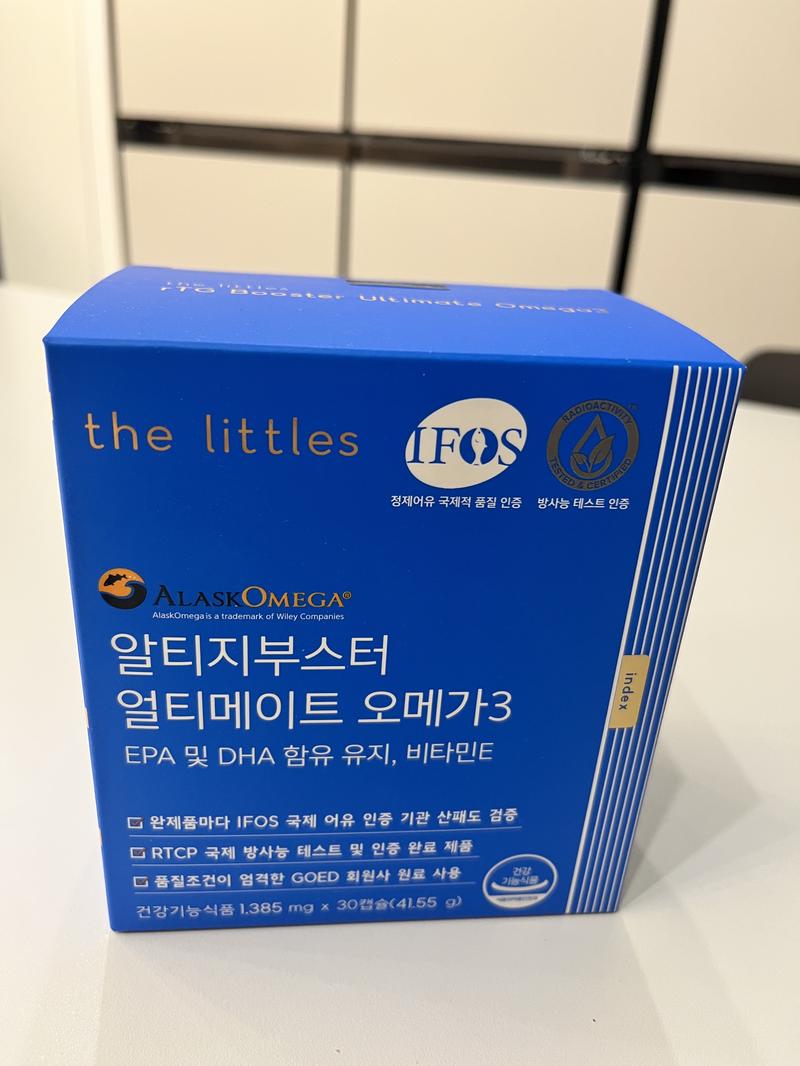 the littles
rTG Booster Ultimate Omega3
the littles
IFOS
정제어유 국제적 품질 인증
RADIOACTIVITY
TESTED & CERTIFIED
방사능 테스트 인증
ALASKOMEGA®
AlaskOmega is a trademark of Wiley Companies
알티지부스터
얼티메이트 오메가3
EPA 및 DHA 함유 유지, 비타민E
index
완제품마다 IFOS 국제 어유 인증 기관 산패도 검증
RTCP 국제 방사능 테스트 및 인증 완료 제품
품질조건이 엄격한 GOED 회원사 원료 사용
건강기능식품 1,385 mg x 30캡슐(41.55 g)
건강
기능식품